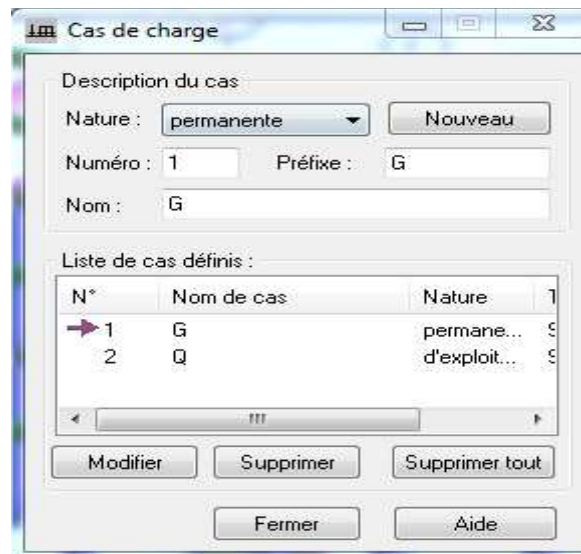 Cas de charge
Description du cas
Nature : permanente Nouveau
Numéro : 1 Préfixe : G
Nom : G
Liste de cas définis :
N° Nom de cas Nature
1 G permane...
2 Q d'exploit...
Modifier Supprimer Supprimer tout
Fermer Aide